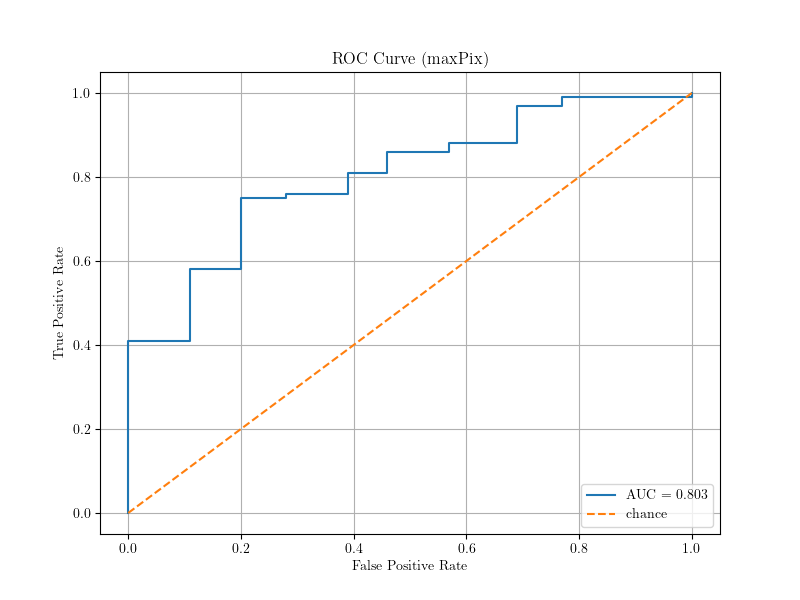 ROC Curve (maxPix)
True Positive Rate
1.0
0.8
0.6
0.4
0.2
0.0
0.0 0.2 0.4 0.6 0.8 1.0
False Positive Rate
AUC = 0.803
chance